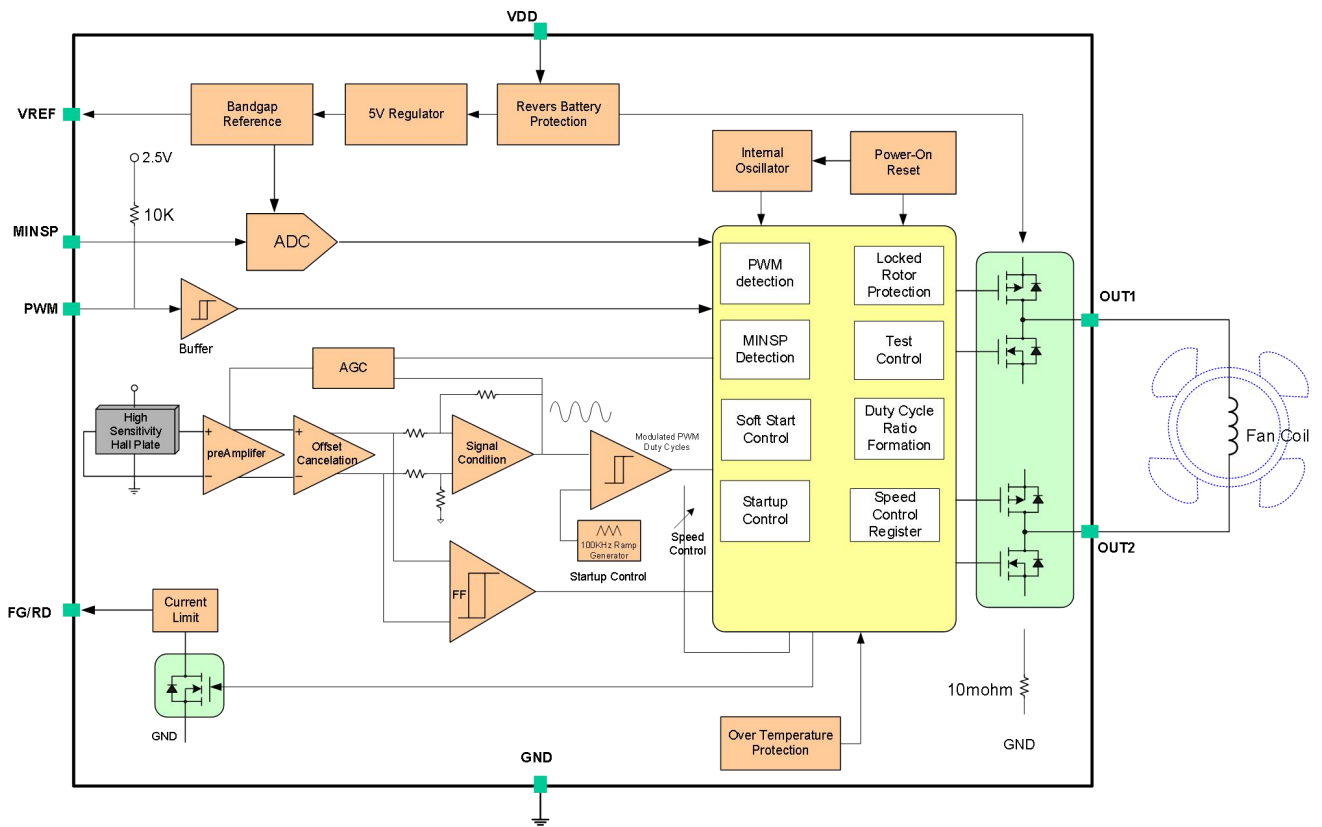 VDD
VREF
Bandgap
Reference
5V Regulator
Revers Battery
Protection
2.5V
10K
Internal
Oscillator
Power-On
Reset
MINSP
ADC
PWM
Buffer
PWM
detection
Locked
Rotor
Protection
MINSP
Detection
Test
Control
Soft Start
Control
Duty Cycle
Ratio
Formation
Startup
Control
Speed
Control
Register
OUT1
OUT2
Fan Coil
AGC
High
Sensitivity
Hall Plate
+
−
preAmplifer
+
−
Offset
Cancelation
Signal
Condition
Modulated PWM
Duty Cycles
100KHz Ramp
Generator
Startup Control
Speed
Control
FF
FG/RD
Current
Limit
GND
Over Temperature
Protection
10mohm
GND
GND